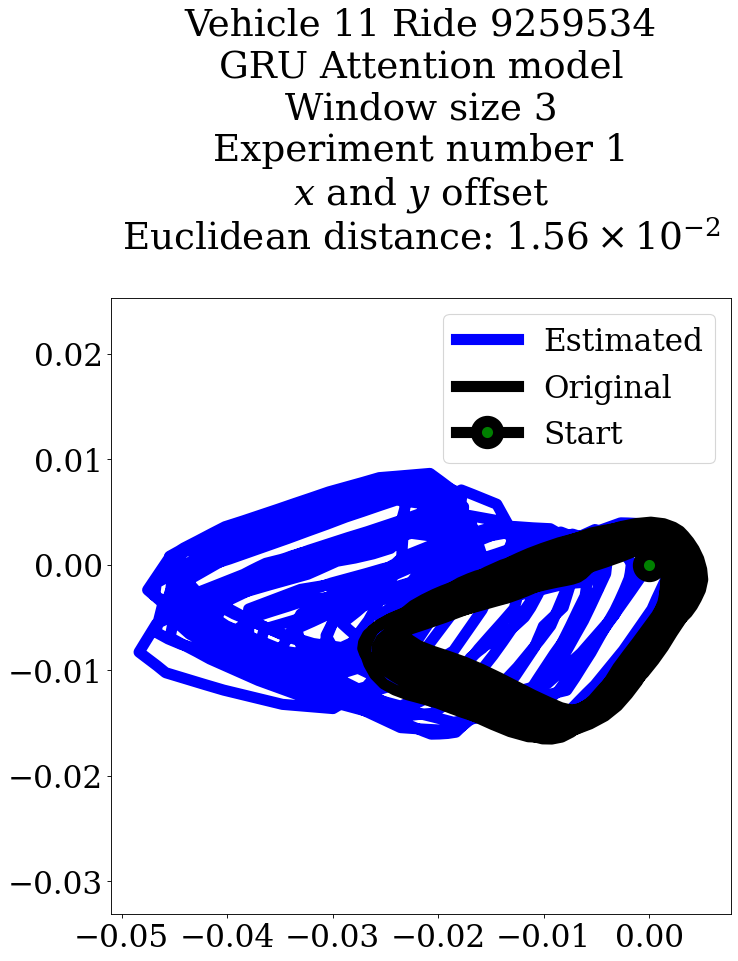 Vehicle 11 Ride 9259534
GRU Attention model
Window size 3
Experiment number 1
x and y offset
Euclidean distance: 1.56 × 10⁻²
Estimated
Original
Start
0.02
0.01
0.00
−0.01
−0.02
−0.03
−0.05 −0.04 −0.03 −0.02 −0.01 0.00